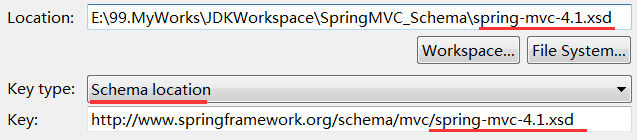 Location: E:\99.MyWorks\JDKWorkspace\SpringMVC_Schema\spring-mvc-4.1.xsd
Workspace... File System...
Key type: Schema location
Key: http://www.springframework.org/schema/mvc/spring-mvc-4.1.xsd